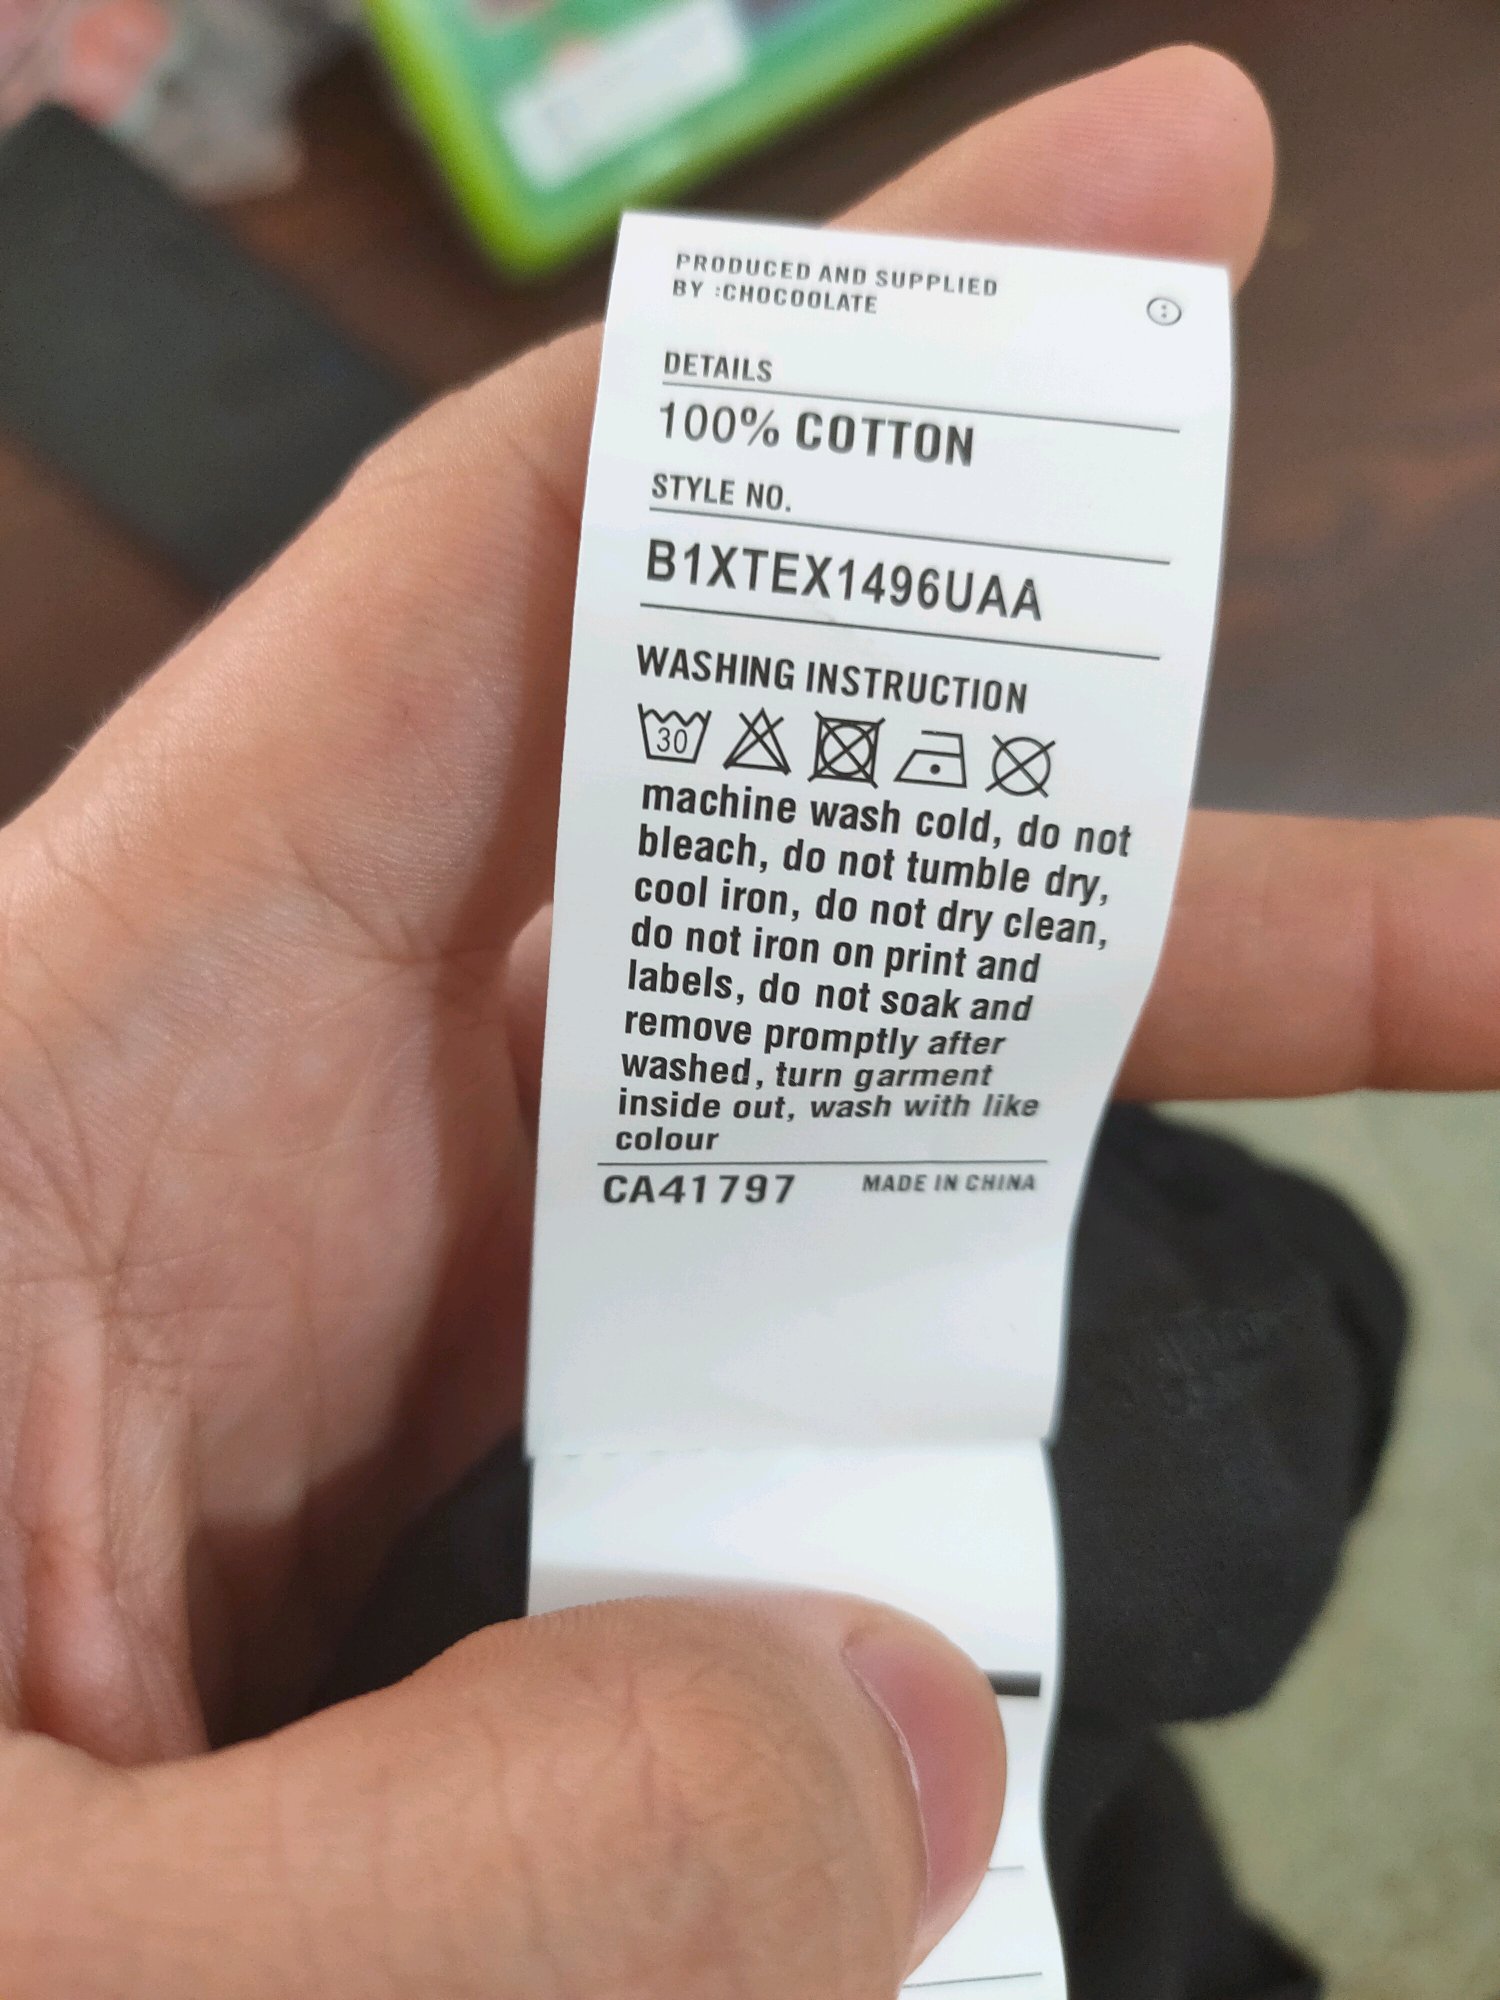 PRODUCED AND SUPPLIED
BY :CHOCOOLATE
DETAILS
100% COTTON
STYLE NO.
B1XTEX1496UAA
WASHING INSTRUCTION
30
machine wash cold, do not
bleach, do not tumble dry,
cool iron, do not dry clean,
do not iron on print and
labels, do not soak and
remove promptly after
washed, turn garment
inside out, wash with like
colour
CA41797 MADE IN CHINA